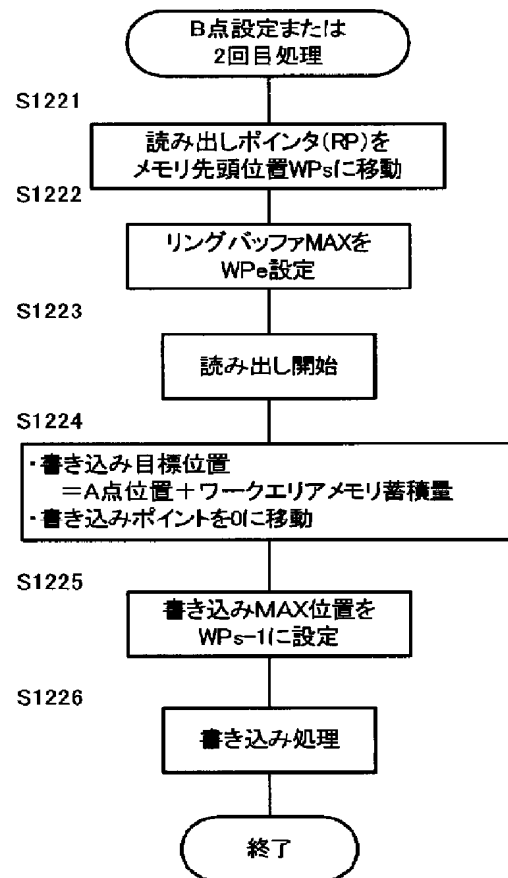 B点設定または
2回目処理
S1221
読み出しポインタ(RP)を
メモリ先頭位置WPsに移動
S1222
リングバッファMAXを
WPe設定
S1223
読み出し開始
S1224
・書き込み目標位置
＝A点位置＋ワークエリアメモリ蓄積量
・書き込みポイントを0に移動
S1225
書き込みMAX位置を
WPs-1に設定
S1226
書き込み処理
終了